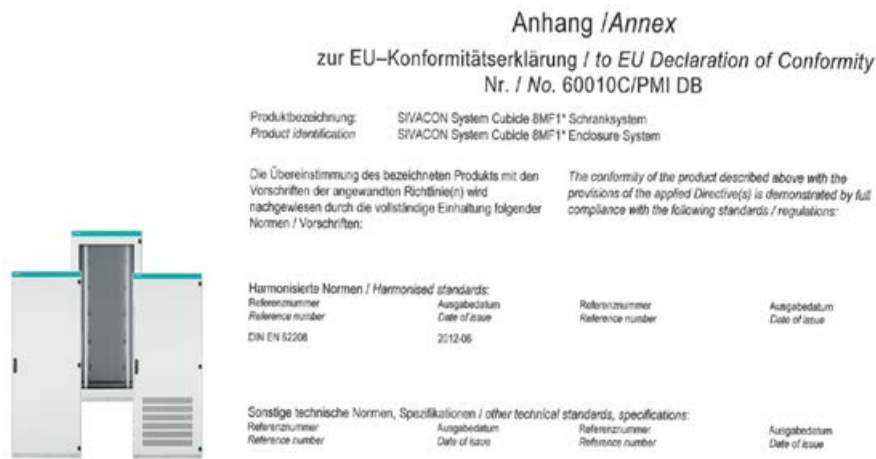 Anhang /Annex
zur EU–Konformitätserklärung / to EU Declaration of Conformity
Nr. / No. 60010C/PMI DB
Produktbezeichnung: SIVACON System Cubicle 8MF1* Schranksystem
Product identification SIVACON System Cubicle 8MF1* Enclosure System
Die Übereinstimmung des bezeichneten Produkts mit den
Vorschriften der angewandten Richtlinie(n) wird
nachgewiesen durch die vollständige Einhaltung folgender
Normen / Vorschriften:
The conformity of the product described above with the
provisions of the applied Directive(s) is demonstrated by full
compliance with the following standards / regulations:
Harmonisierte Normen / Harmonised standards:
Referenznummer Ausgabedatum Referenznummer Ausgabedatum
Reference number Date of issue Reference number Date of issue
DIN EN 62208 2012-06
Sonstige technische Normen, Spezifikationen / other technical standards, specifications:
Referenznummer Ausgabedatum Referenznummer Ausgabedatum
Reference number Date of issue Reference number Date of issue